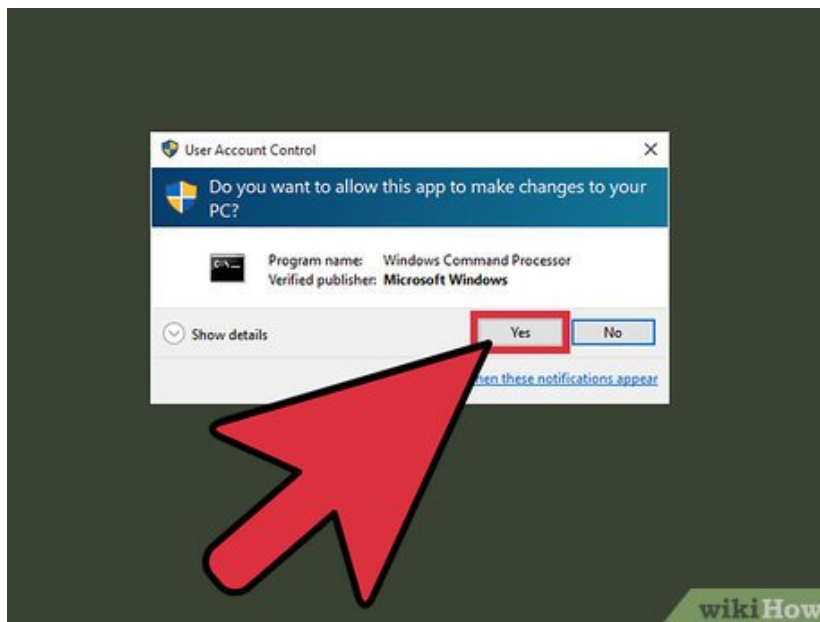 User Account Control
Do you want to allow this app to make changes to your
PC?
Program name: Windows Command Processor
Verified publisher: Microsoft Windows
Show details
Yes
No
these notifications appear
wikiHow